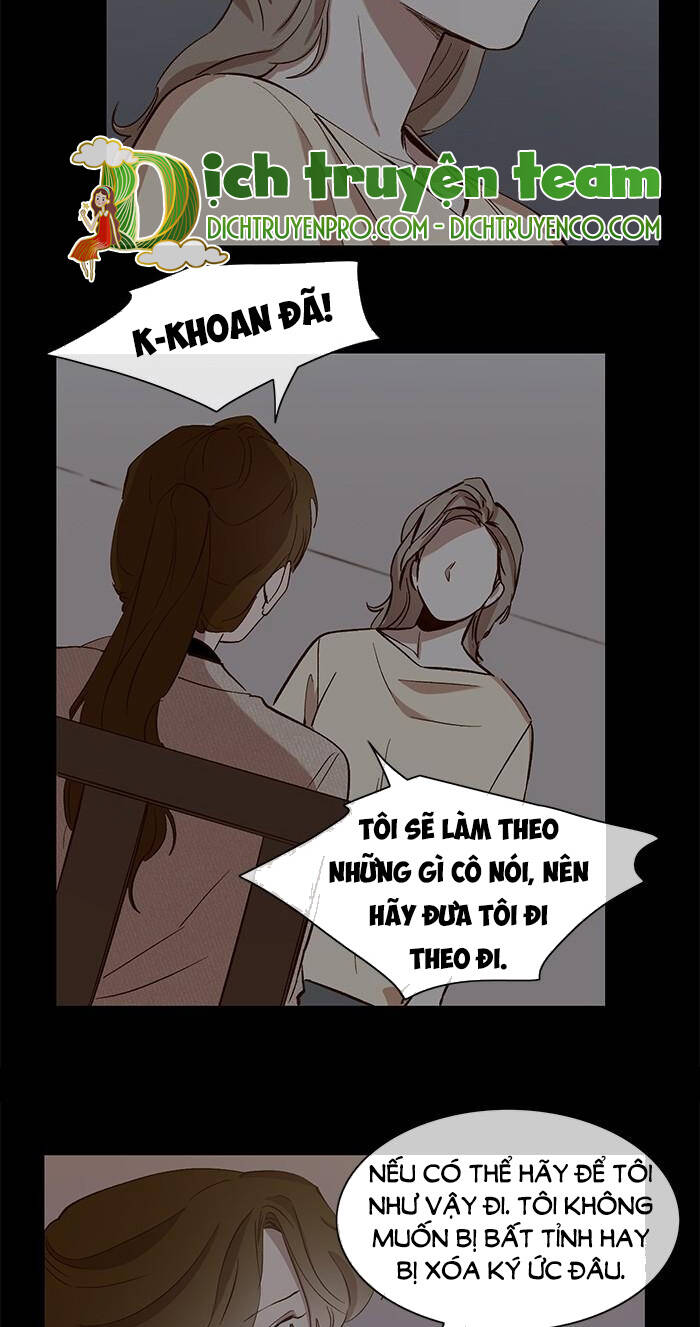 Dịch truyện team
DICHTRUYENPRO.COM - DICHTRUYENCO.COM
K-KHOAN ĐÃ!
TÔI SẼ LÀM THEO
NHỮNG GÌ CÔ NÓI, NÊN
HÃY ĐƯA TÔI ĐI
THEO ĐI.
NẾU CÓ THỂ HÃY ĐỂ TÔI
NHƯ VẬY ĐI. TÔI KHÔNG
MUỐN BỊ BẤT TỈNH HAY
BỊ XÓA KÝ ỨC ĐÂU.